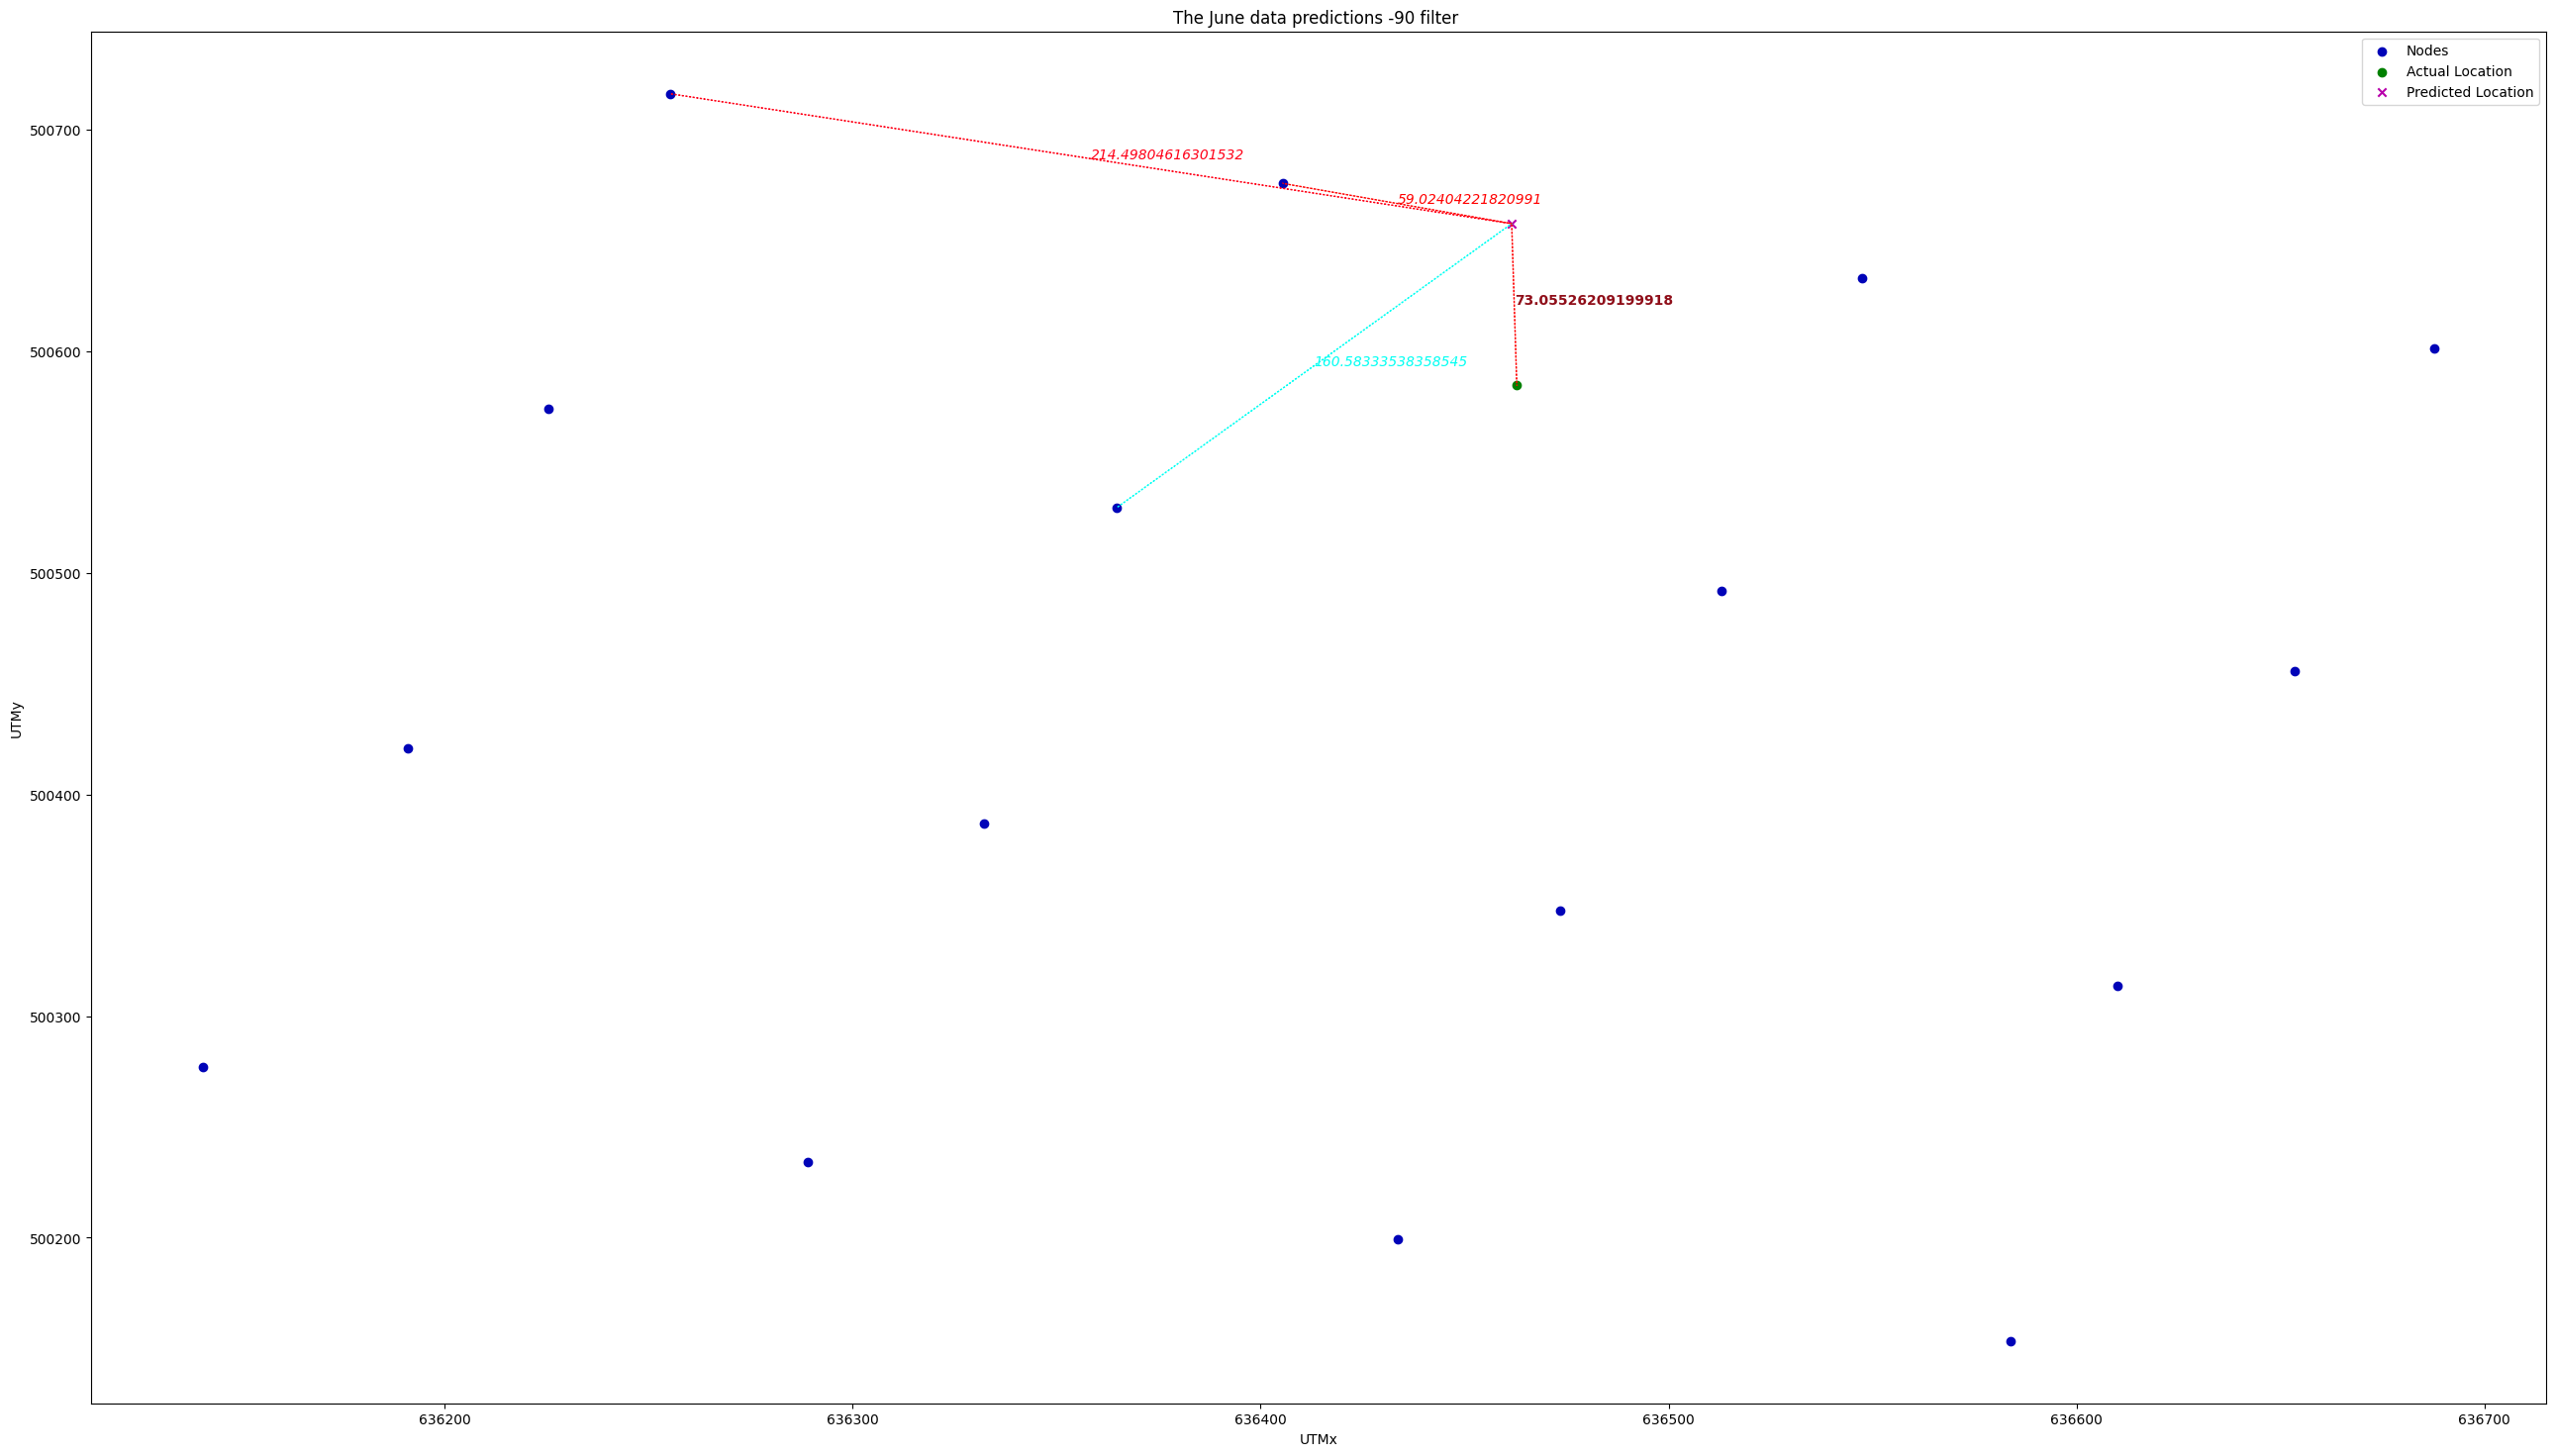 The June data predictions -90 filter
Nodes
Actual Location
Predicted Location
500700
214.49804616301532
59.02404221820991
73.05526209199918
500600
160.58333538358545
500500
UTMy
500400
500300
500200
636200
636300
636400
636500
636600
636700
UTMx